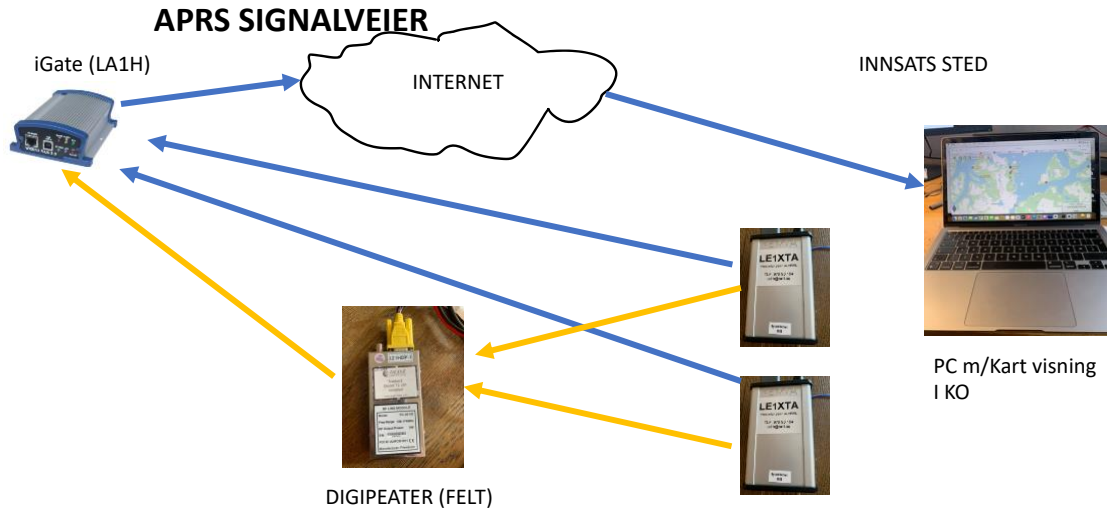 APRS SIGNALVEIER
iGate (LA1H)
INTERNET
INNSATS STED
LE1XTA
LE1XTA
PC m/Kart visning
I KO
DIGIPEATER (FELT)